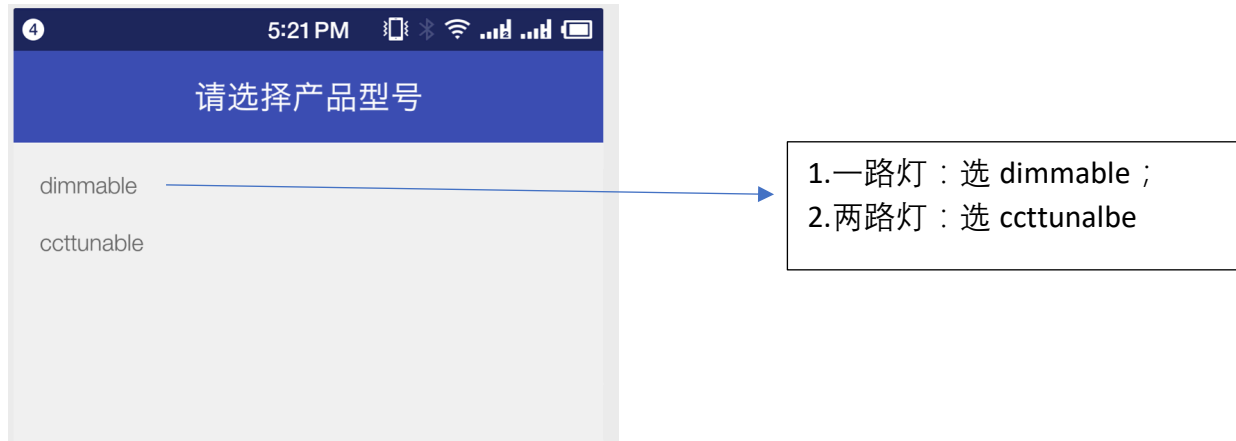 4
5:21 PM
请选择产品型号
dimmable
ccttunable
1.一路灯：选 dimmable；
2.两路灯：选 ccttunalbe